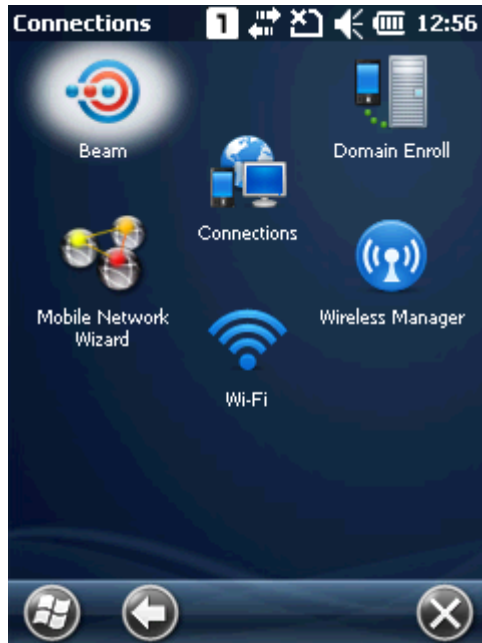 Connections 1 12:56
Beam
Domain Enroll
Connections
Mobile Network
Wizard
Wireless Manager
Wi-Fi